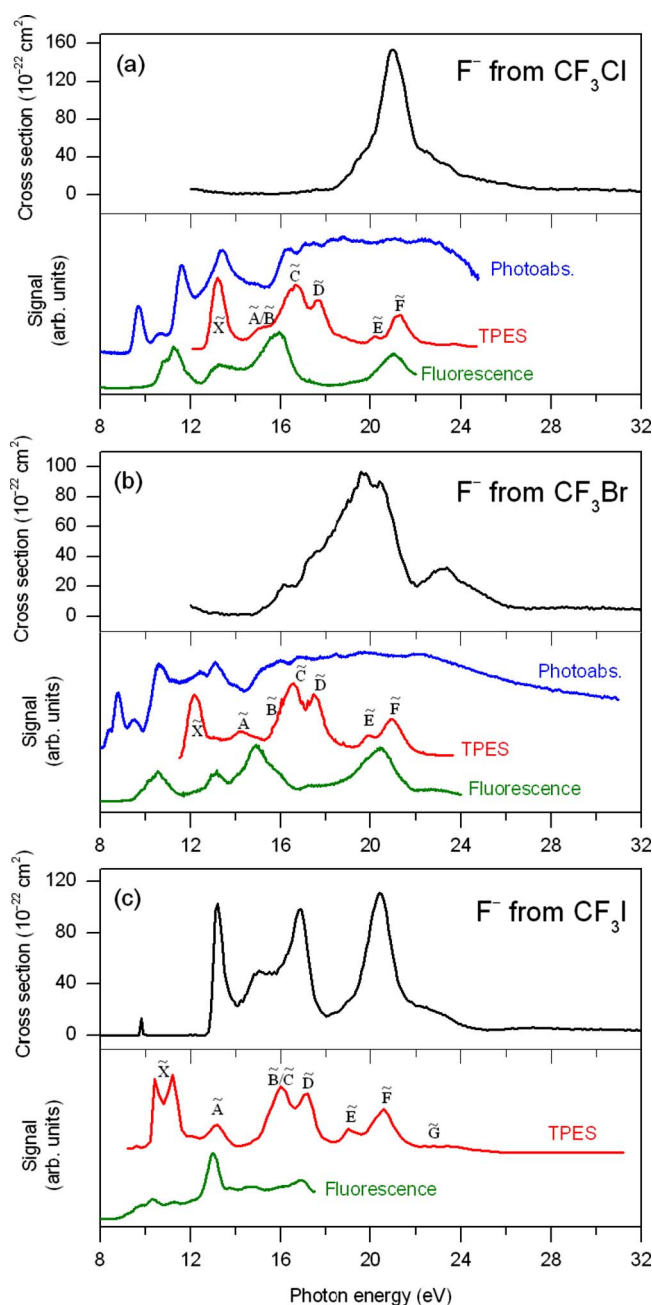 (a)
F⁻ from CF₃Cl
Cross section (10⁻²² cm²)
160
120
80
40
0
Signal
(arb. units)
Photoabs.
TPES
Fluorescence
X̃
Ã/B̃
C̃
D̃
Ẽ
F̃
8 12 16 20 24 28 32
(b)
F⁻ from CF₃Br
Cross section (10⁻²² cm²)
100
80
60
40
20
0
Signal
(arb. units)
Photoabs.
TPES
Fluorescence
X̃
Ã
B̃
C̃
D̃
Ẽ
F̃
8 12 16 20 24 28 32
(c)
F⁻ from CF₃I
Cross section (10⁻²² cm²)
120
80
40
0
Signal
(arb. units)
TPES
Fluorescence
X̃
Ã
B̃/C̃
D̃
Ẽ
F̃
G̃
8 12 16 20 24 28 32
Photon energy (eV)